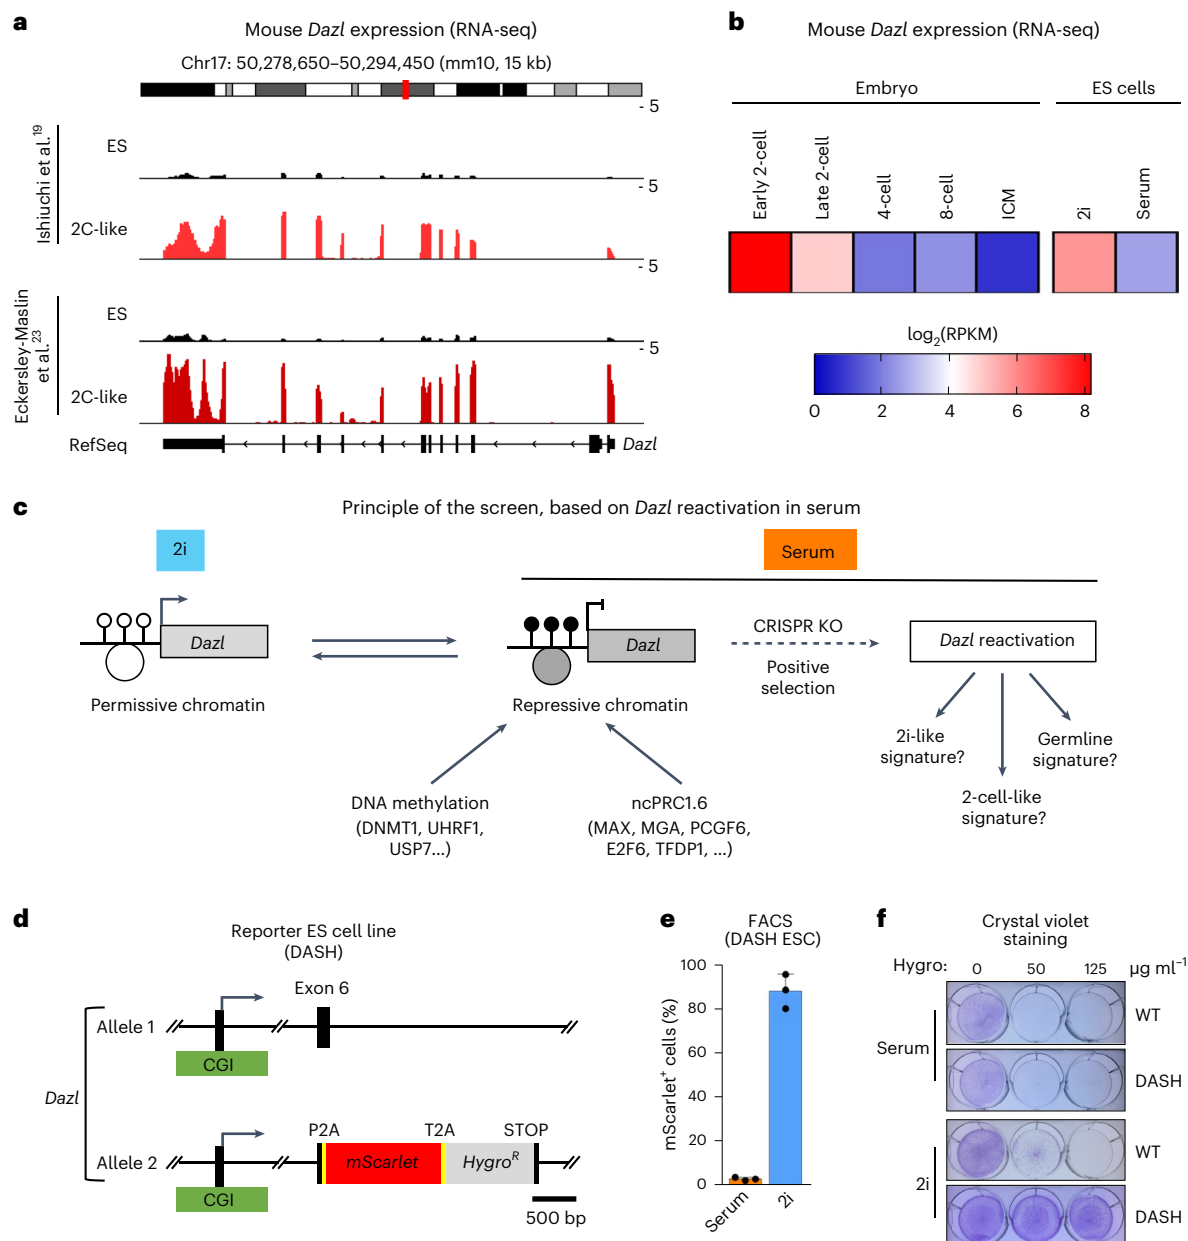 a
Mouse Dazl expression (RNA-seq)
Chr17: 50,278,650–50,294,450 (mm10, 15 kb)
- 5
Ishiuchi et al.19
ES
- 5
2C-like
- 5
Eckersley-Maslin
et al.23
ES
- 5
2C-like
RefSeq
Dazl
b
Mouse Dazl expression (RNA-seq)
Embryo
ES cells
Early 2-cell
Late 2-cell
4-cell
8-cell
ICM
2i
Serum
log2(RPKM)
0 2 4 6 8
c
Principle of the screen, based on Dazl reactivation in serum
2i
Serum
Dazl
Permissive chromatin
Dazl
Repressive chromatin
CRISPR KO
Positive
selection
Dazl reactivation
2i-like
signature?
Germline
signature?
2-cell-like
signature?
DNA methylation
(DNMT1, UHRF1,
USP7...)
ncPRC1.6
(MAX, MGA, PCGF6,
E2F6, TFDP1, ...)
d
Reporter ES cell line
(DASH)
Exon 6
Allele 1
CGI
Dazl
P2A
T2A
STOP
Allele 2
mScarlet
HygroR
CGI
500 bp
e
FACS
(DASH ESC)
mScarlet+ cells (%)
100
80
60
40
20
0
Serum
2i
f
Crystal violet
staining
Hygro: 0 50 125 µg ml−1
Serum
WT
DASH
2i
WT
DASH